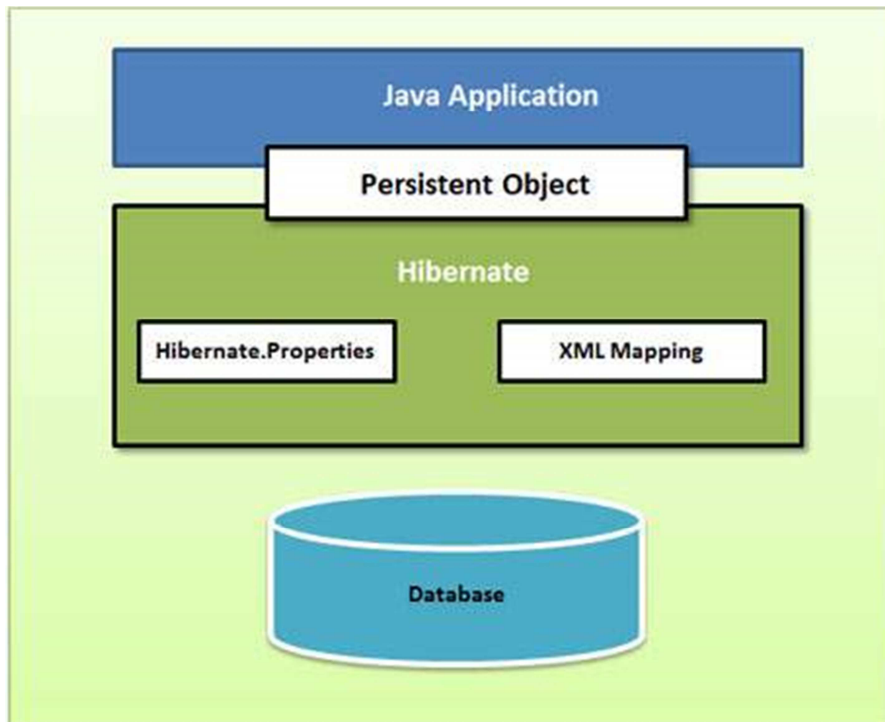 Java Application
Persistent Object
Hibernate
Hibernate.Properties
XML Mapping
Database